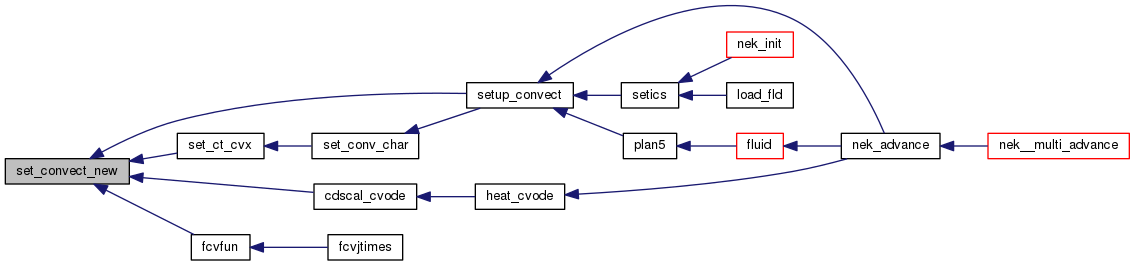 nek_init
setup_convect
setics
load_fld
set_ct_cvx
set_conv_char
plan5
fluid
nek_advance
nek__multi_advance
set_convect_new
cdscal_cvode
heat_cvode
fcvfun
fcvjtimes